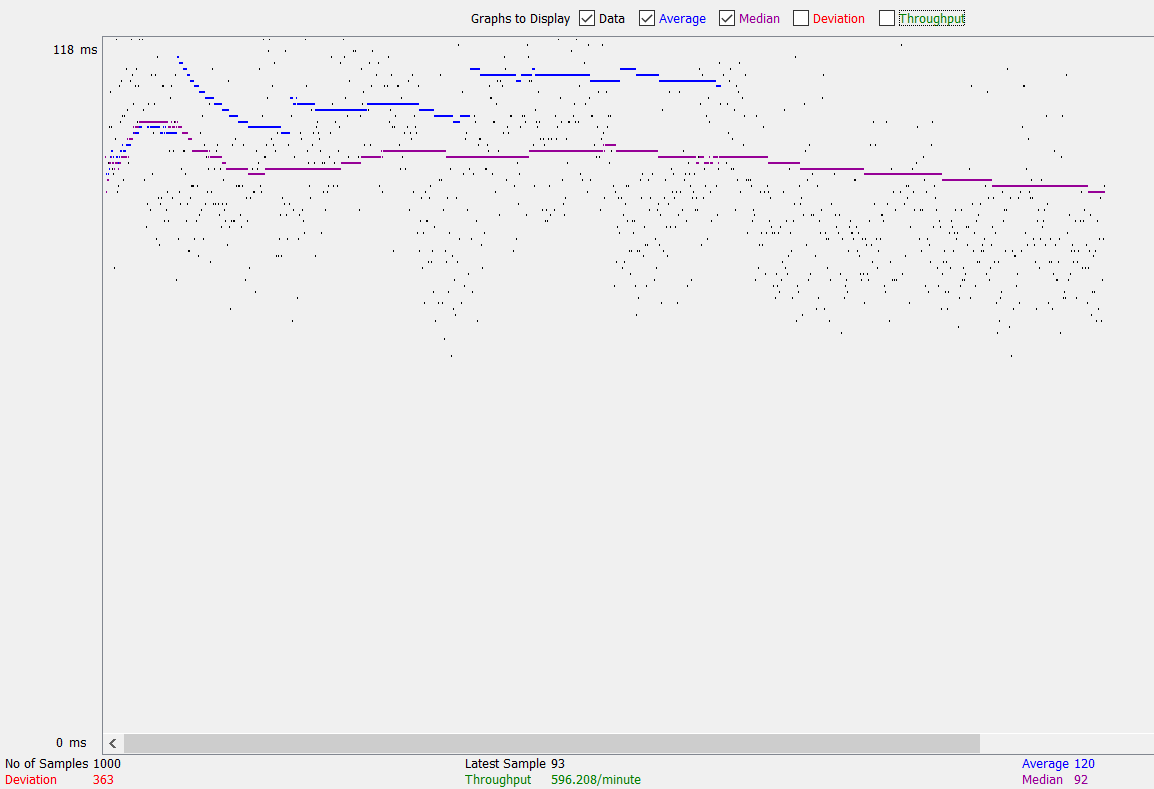 Graphs to Display Data Average Median Deviation Throughput
118 ms
0 ms
No of Samples 1000 Latest Sample 93 Average 120
Deviation 363 Throughput 596.208/minute Median 92